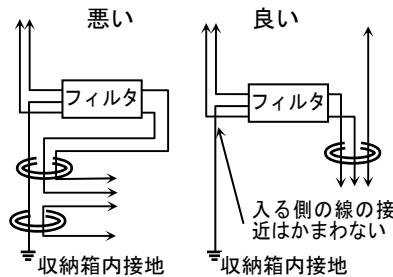 悪い
良い
フィルタ
フィルタ
入る側の線の接
近はかまわない
収納箱内接地
収納箱内接地